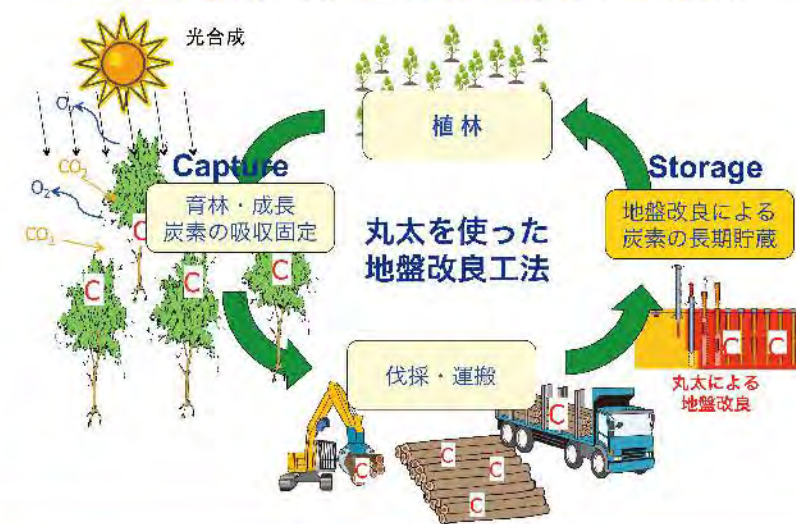 光合成
植林
O₂
CO₂
O₂
CO₂
Capture
育林・成長
炭素の吸収固定
C
C
C
C
C
丸太を使った
地盤改良工法
Storage
地盤改良による
炭素の長期貯蔵
C
C
丸太による
地盤改良
伐採・運搬
C
C
C
C
C